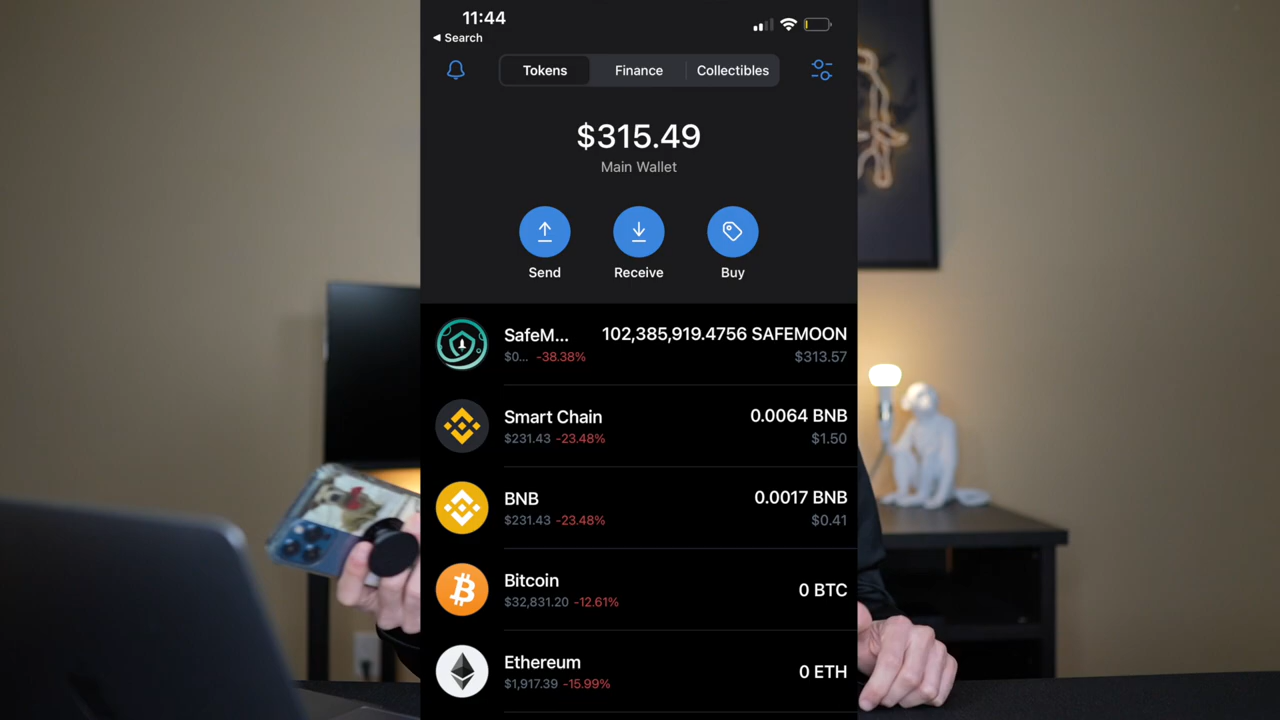 11:44
◀ Search
Tokens Finance Collectibles
$315.49
Main Wallet
Send Receive Buy
SafeM... 102,385,919.4756 SAFEMOON
$0... -38.38% $313.57
Smart Chain 0.0064 BNB
$231.43 -23.48% $1.50
BNB 0.0017 BNB
$231.43 -23.48% $0.41
Bitcoin 0 BTC
$32,831.20 -12.61%
Ethereum 0 ETH
$1,917.39 -15.99%